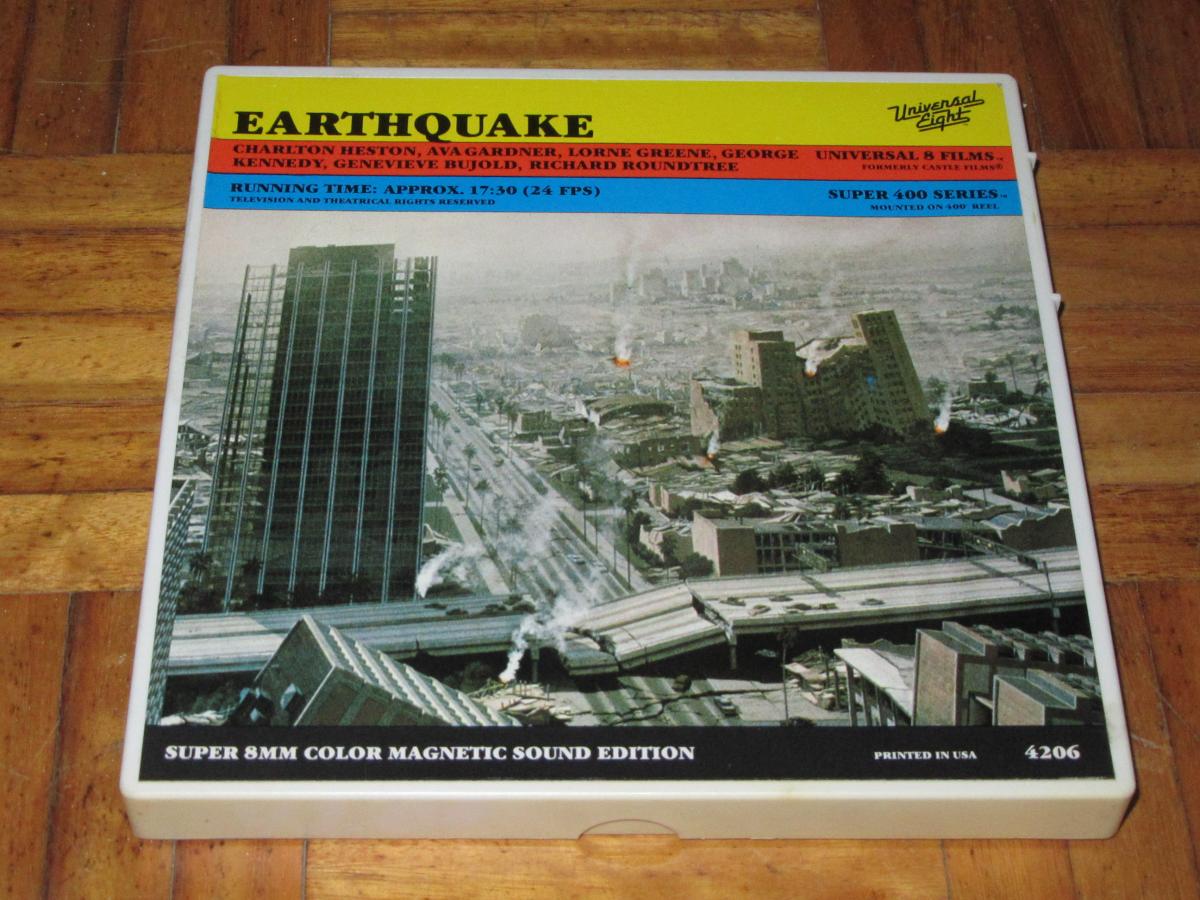 EARTHQUAKE
Universal
Eight
CHARLTON HESTON, AVA GARDNER, LORNE GREENE, GEORGE
KENNEDY, GENEVIEVE BUJOLD, RICHARD ROUNDTREE
UNIVERSAL 8 FILMS™
FORMERLY CASTLE FILMS®
RUNNING TIME: APPROX. 17:30 (24 FPS)
TELEVISION AND THEATRICAL RIGHTS RESERVED
SUPER 400 SERIES™
MOUNTED ON 400' REEL
SUPER 8MM COLOR MAGNETIC SOUND EDITION
PRINTED IN USA
4206